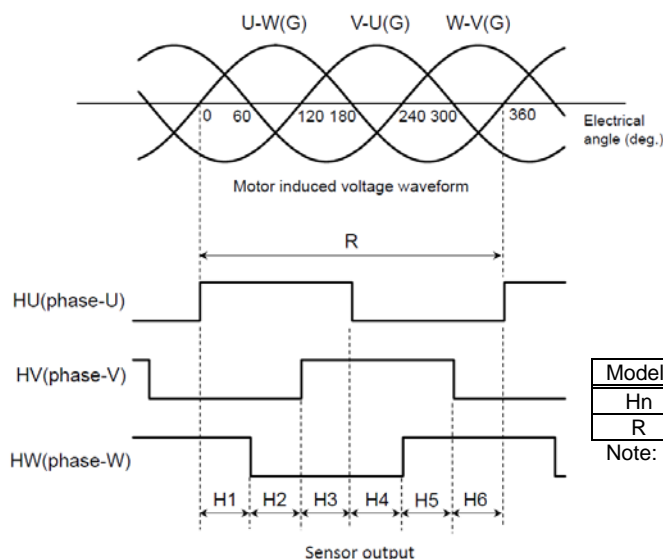 U-W(G) V-U(G) W-V(G)
0 60 120 180 240 300 360
Electrical
angle (deg.)
Motor induced voltage waveform
R
HU(phase-U)
HV(phase-V)
HW(phase-W)
H1 H2 H3 H4 H5 H6
Sensor output
Model
Hn
R
Note: